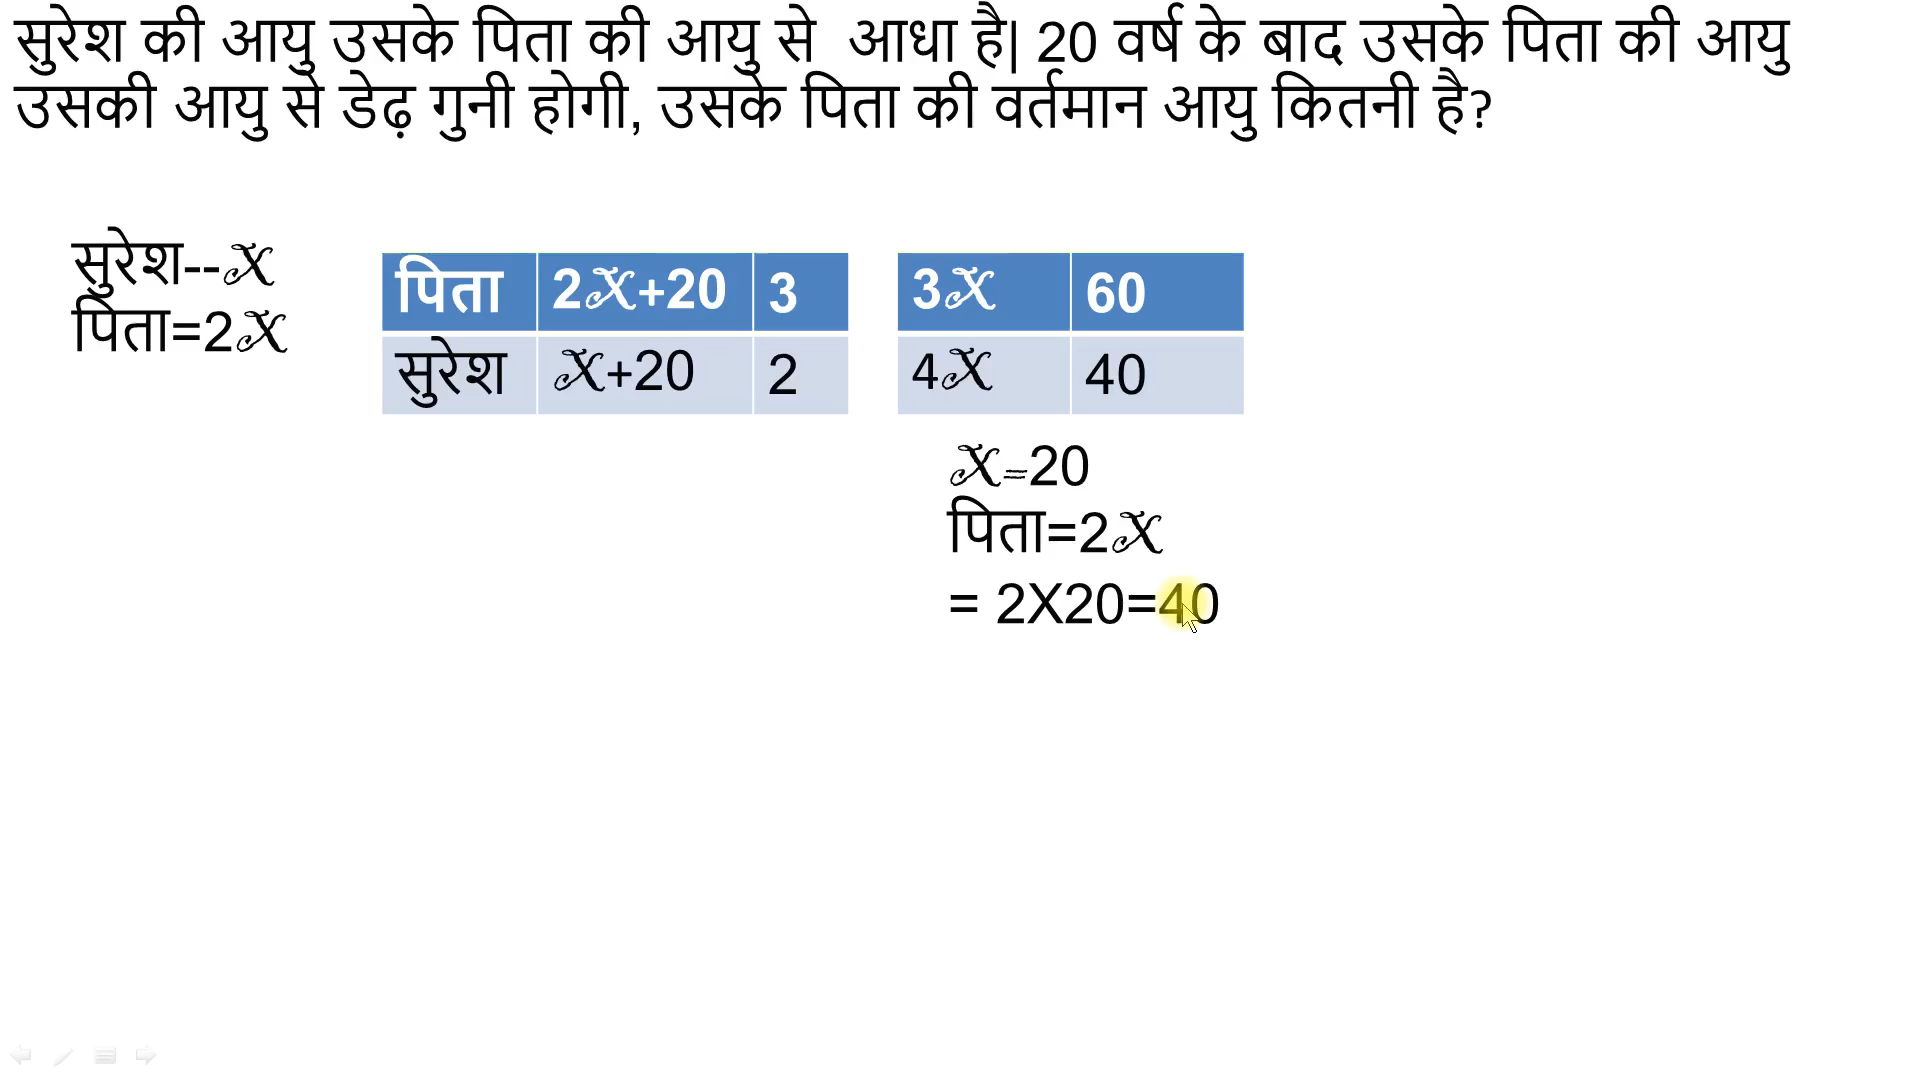 सुरेश की आयु उसके पिता की आयु से आधा है| 20 वर्ष के बाद उसके पिता की आयु
उसकी आयु से डेढ़ गुनी होगी, उसके पिता की वर्तमान आयु कितनी है?
सुरेश--X
पिता=2X
पिता 2X+20 3
सुरेश X+20 2
3X 60
4X 40
X=20
पिता=2X
= 2X20=40